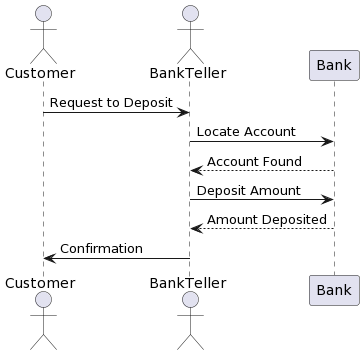 Customer BankTeller Bank
Request to Deposit
Locate Account
Account Found
Deposit Amount
Amount Deposited
Confirmation
Customer BankTeller Bank